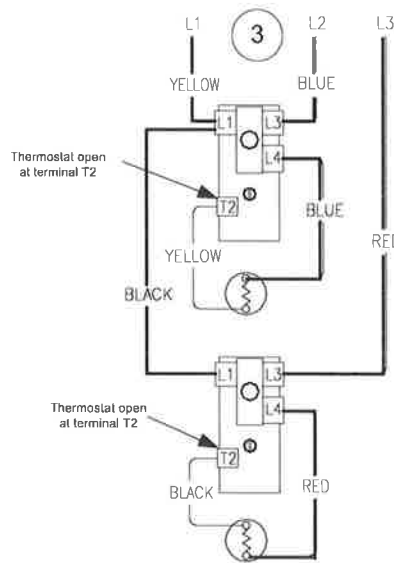 L1 3 L2 L3
YELLOW BLUE
L1 L3
L4
Thermostat open
at terminal T2
T2
BLUE
RED
YELLOW
BLACK
L1 L3
L4
Thermostat open
at terminal T2
T2
BLACK RED